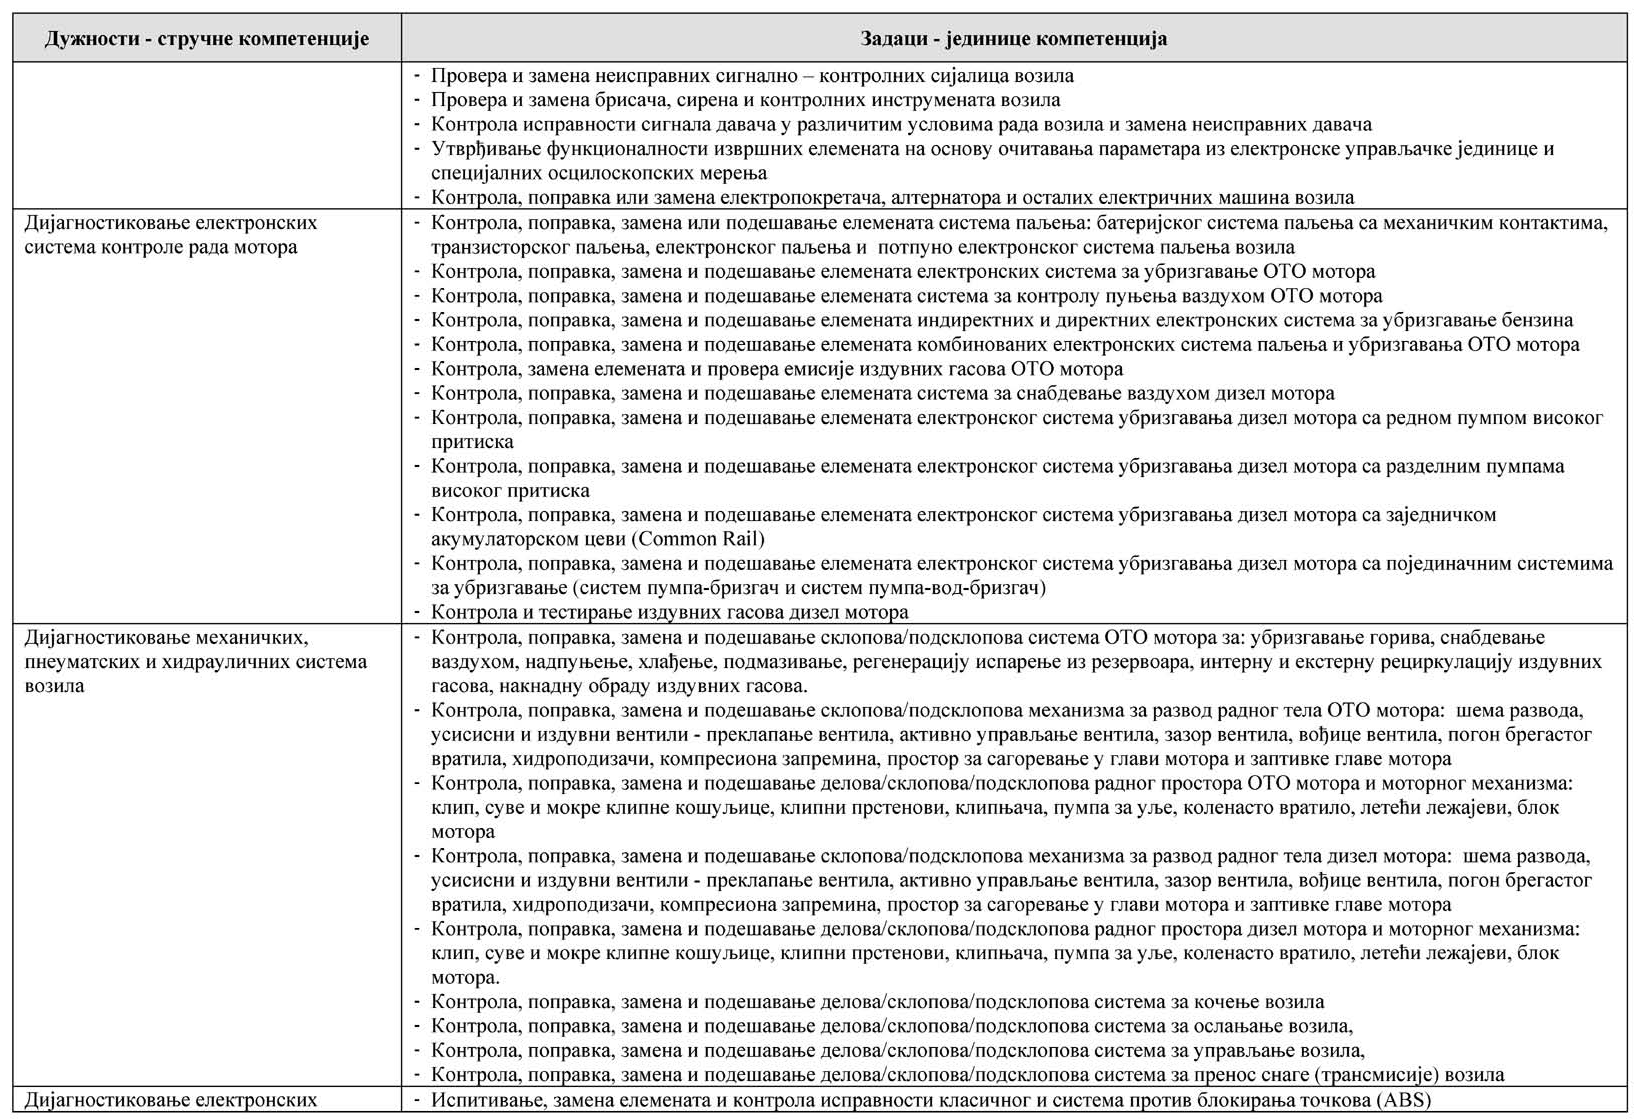 Дужности - стручне компетенције
Задаци - јединице компетенција
- Провера и замена неисправних сигнално – контролних сијалица возила
- Провера и замена брисача, сирена и контролних инструмената возила
- Контрола исправности сигнала давача у различитим условима рада возила и замена неисправних давача
- Утврђивање функционалности извршних елемената на основу очитавања параметара из електронске управљачке јединице и
специјалних осцилоскопских мерења
- Контрола, поправка или замена електропокретача, алтернатора и осталих електричних машина возила
Дијагностиковање електронских
система контроле рада мотора
- Контрола, поправка, замена или подешавање елемената система паљења: батеријског система паљења са механичким контактима,
транзисторског паљења, електронског паљења и  потпуно електронског система паљења возила
- Контрола, поправка, замена и подешавање елемената електронских система за убризгавање ОТО мотора
- Контрола, поправка, замена и подешавање елемената система за контролу пуњења ваздухом ОТО мотора
- Контрола, поправка, замена и подешавање елемената индиректних и директних електронских система за убризгавање бензина
- Контрола, поправка, замена и подешавање елемената комбинованих електронских система паљења и убризгавања ОТО мотора
- Контрола, замена елемената и провера емисије издувних гасова ОТО мотора
- Контрола, поправка, замена и подешавање елемената система за снабдевање ваздухом дизел мотора
- Контрола, поправка, замена и подешавање елемената електронског система убризгавања дизел мотора са редном пумпом високог
притиска
- Контрола, поправка, замена и подешавање елемената електронског система убризгавања дизел мотора са разделним пумпама
високог притиска
- Контрола, поправка, замена и подешавање елемената електронског система убризгавања дизел мотора са заједничком
акумулаторском цеви (Common Rail)
- Контрола, поправка, замена и подешавање елемената електронског система убризгавања дизел мотора са појединачним системима
за убризгавање (систем пумпа-бризгач и систем пумпа-вод-бризгач)
- Контрола и тестирање издувних гасова дизел мотора
Дијагностиковање механичких,
пнеуматских и хидрауличних система
возила
- Контрола, поправка, замена и подешавање склопова/подсклопова система ОТО мотора за: убризгавање горива, снабдевање
ваздухом, надпуњење, хлађење, подмазивање, регенерацију испарење из резервоара, интерну и екстерну рециркулацију издувних
гасова, накнадну обраду издувних гасова.
- Контрола, поправка, замена и подешавање склопова/подсклопова механизма за развод радног тела ОТО мотора:  шема развода,
усисисни и издувни вентили - преклапање вентила, активно управљање вентила, зазор вентила, вођице вентила, погон брегастог
вратила, хидроподизачи, компресиона запремина, простор за сагоревање у глави мотора и заптивке главе мотора
- Контрола, поправка, замена и подешавање делова/склопова/подсклопова радног простора ОТО мотора и моторног механизма:
клип, суве и мокре клипне кошуљице, клипни прстенови, клипњача, пумпа за уље, коленасто вратило, летећи лежајеви, блок
мотора
- Контрола, поправка, замена и подешавање склопова/подсклопова механизма за развод радног тела дизел мотора:  шема развода,
усисисни и издувни вентили - преклапање вентила, активно управљање вентила, зазор вентила, вођице вентила, погон брегастог
вратила, хидроподизачи, компресиона запремина, простор за сагоревање у глави мотора и заптивке главе мотора
- Контрола, поправка, замена и подешавање делова/склопова/подсклопова радног простора дизел мотора и моторног механизма:
клип, суве и мокре клипне кошуљице, клипни прстенови, клипњача, пумпа за уље, коленасто вратило, летећи лежајеви, блок
мотора.
- Контрола, поправка, замена и подешавање делова/склопова/подсклопова система за кочење возила
- Контрола, поправка, замена и подешавање делова/склопова/подсклопова система за ослањање возила,
- Контрола, поправка, замена и подешавање делова/склопова/подсклопова система за управљање возила,
- Контрола, поправка, замена и подешавање делова/склопова/подсклопова система за пренос снаге (трансмисије) возила
Дијагностиковање електронских
- Испитивање, замена елемената и контрола исправности класичног и система против блокирања точкова (ABS)